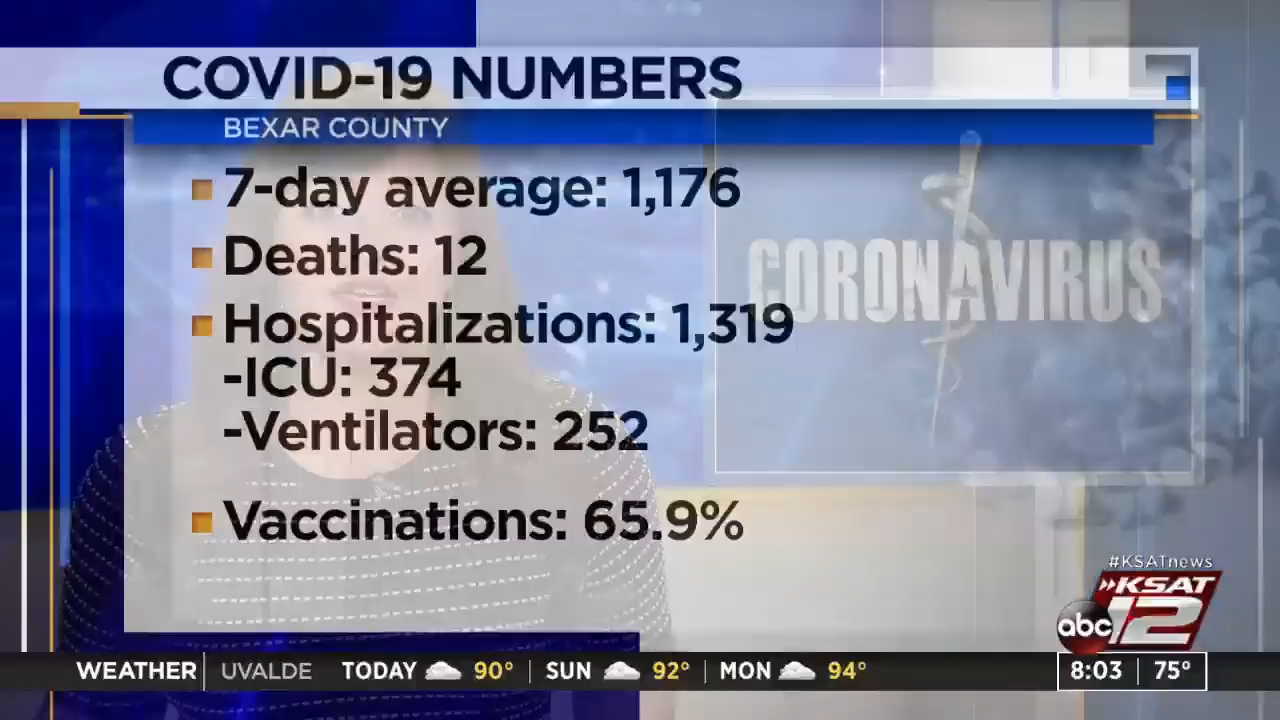 COVID-19 NUMBERS
BEXAR COUNTY
7-day average: 1,176
Deaths: 12
Hospitalizations: 1,319
-ICU: 374
-Ventilators: 252
Vaccinations: 65.9%
CORONAVIRUS
#KSATnews
KSAT
abc 12
WEATHER UVALDE TODAY 90° SUN 92° MON 94° 8:03 75°